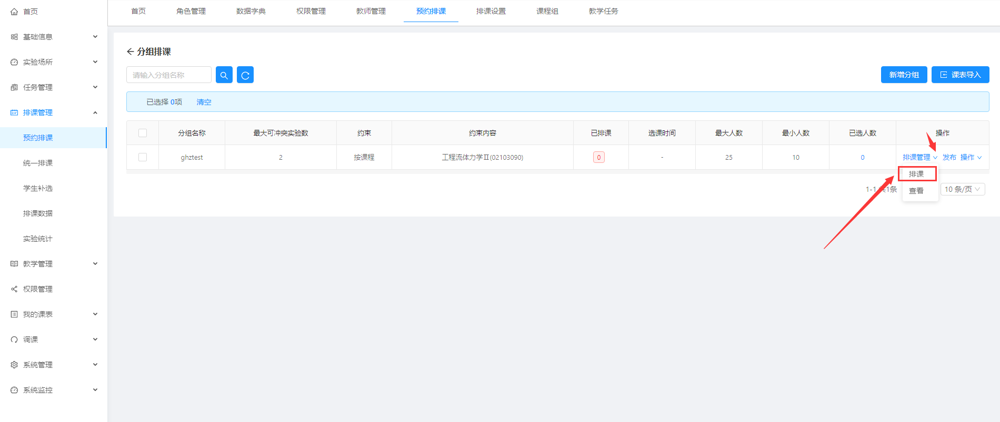 首页
基础信息
实验场所
任务管理
排课管理
预约排课
统一排课
学生补选
排课数据
实验统计
教学管理
权限管理
我的课表
调课
系统管理
系统监控
首页 角色管理 数据字典 权限管理 教师管理 预约排课 排课设置 课程组 教学任务
分组排课
请输入分组名称 新增分组 课表导入
已选择 0项 清空
分组名称 最大可冲突实验数 约束 约束内容 已排课 选课时间 最大人数 最小人数 已选人数 操作
ghztest 2 按课程 工程流体力学Ⅱ(02103090) 0 - 25 10 0 排课管理 发布 操作
排课
查看
1-1 共1条 10 条/页